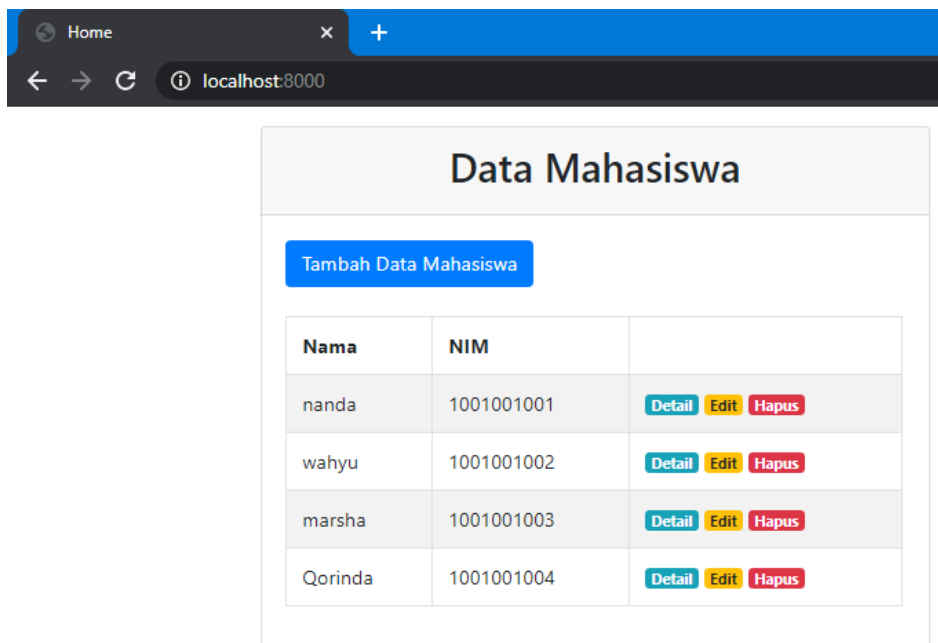 Home
localhost:8000
Data Mahasiswa
Tambah Data Mahasiswa
Nama NIM
nanda 1001001001 Detail Edit Hapus
wahyu 1001001002 Detail Edit Hapus
marsha 1001001003 Detail Edit Hapus
Qorinda 1001001004 Detail Edit Hapus